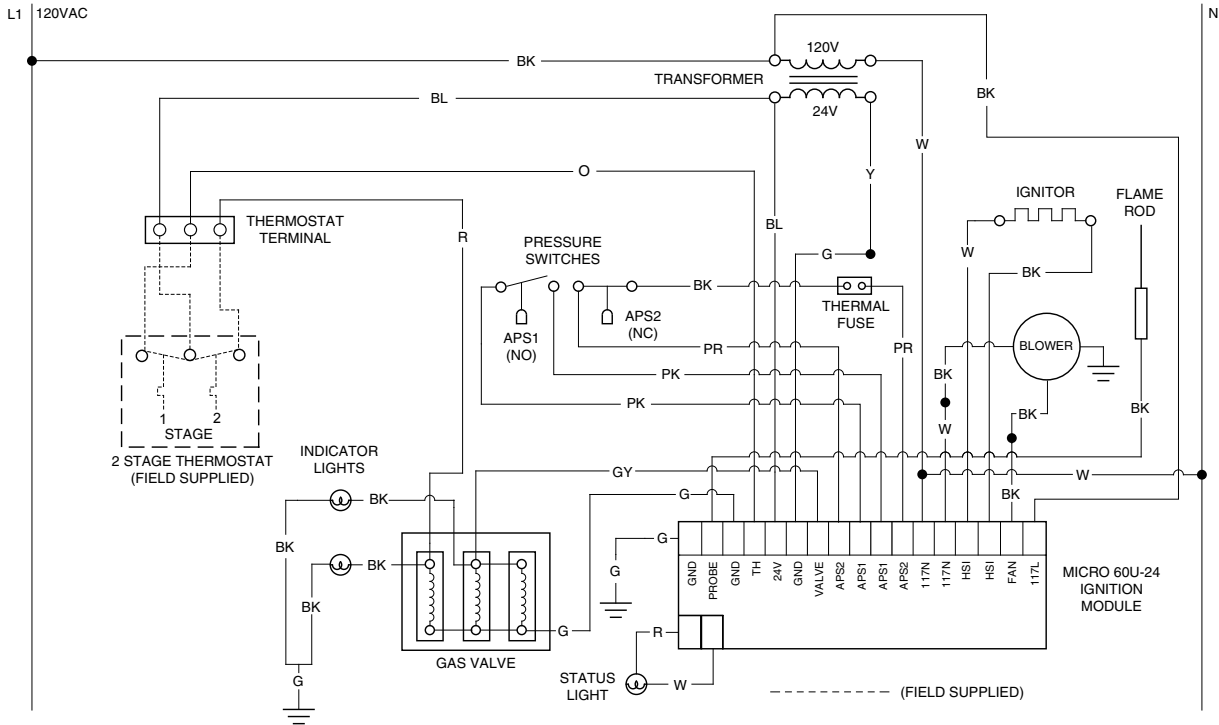 L1 120VAC
N
BK
120V
TRANSFORMER
24V
BL
BK
W
O
Y
R
THERMOSTAT
TERMINAL
BL
IGNITOR
FLAME
ROD
W
BK
PRESSURE
SWITCHES
G
BK
THERMAL
FUSE
APS1
(NO)
APS2
(NC)
BLOWER
PR
PR
PK
BK
PK
BK
BK
W
1
2
STAGE
2 STAGE THERMOSTAT
(FIELD SUPPLIED)
INDICATOR
LIGHTS
GY
W
BK
G
BK
BK
G
BK
BK
G
GND
PROBE
GND
TH
24V
GND
VALVE
APS2
APS1
APS1
APS2
117N
117N
HSI
HSI
FAN
117L
MICRO 60U-24
IGNITION
MODULE
BK
G
R
GAS VALVE
G
STATUS
LIGHT
W
(FIELD SUPPLIED)